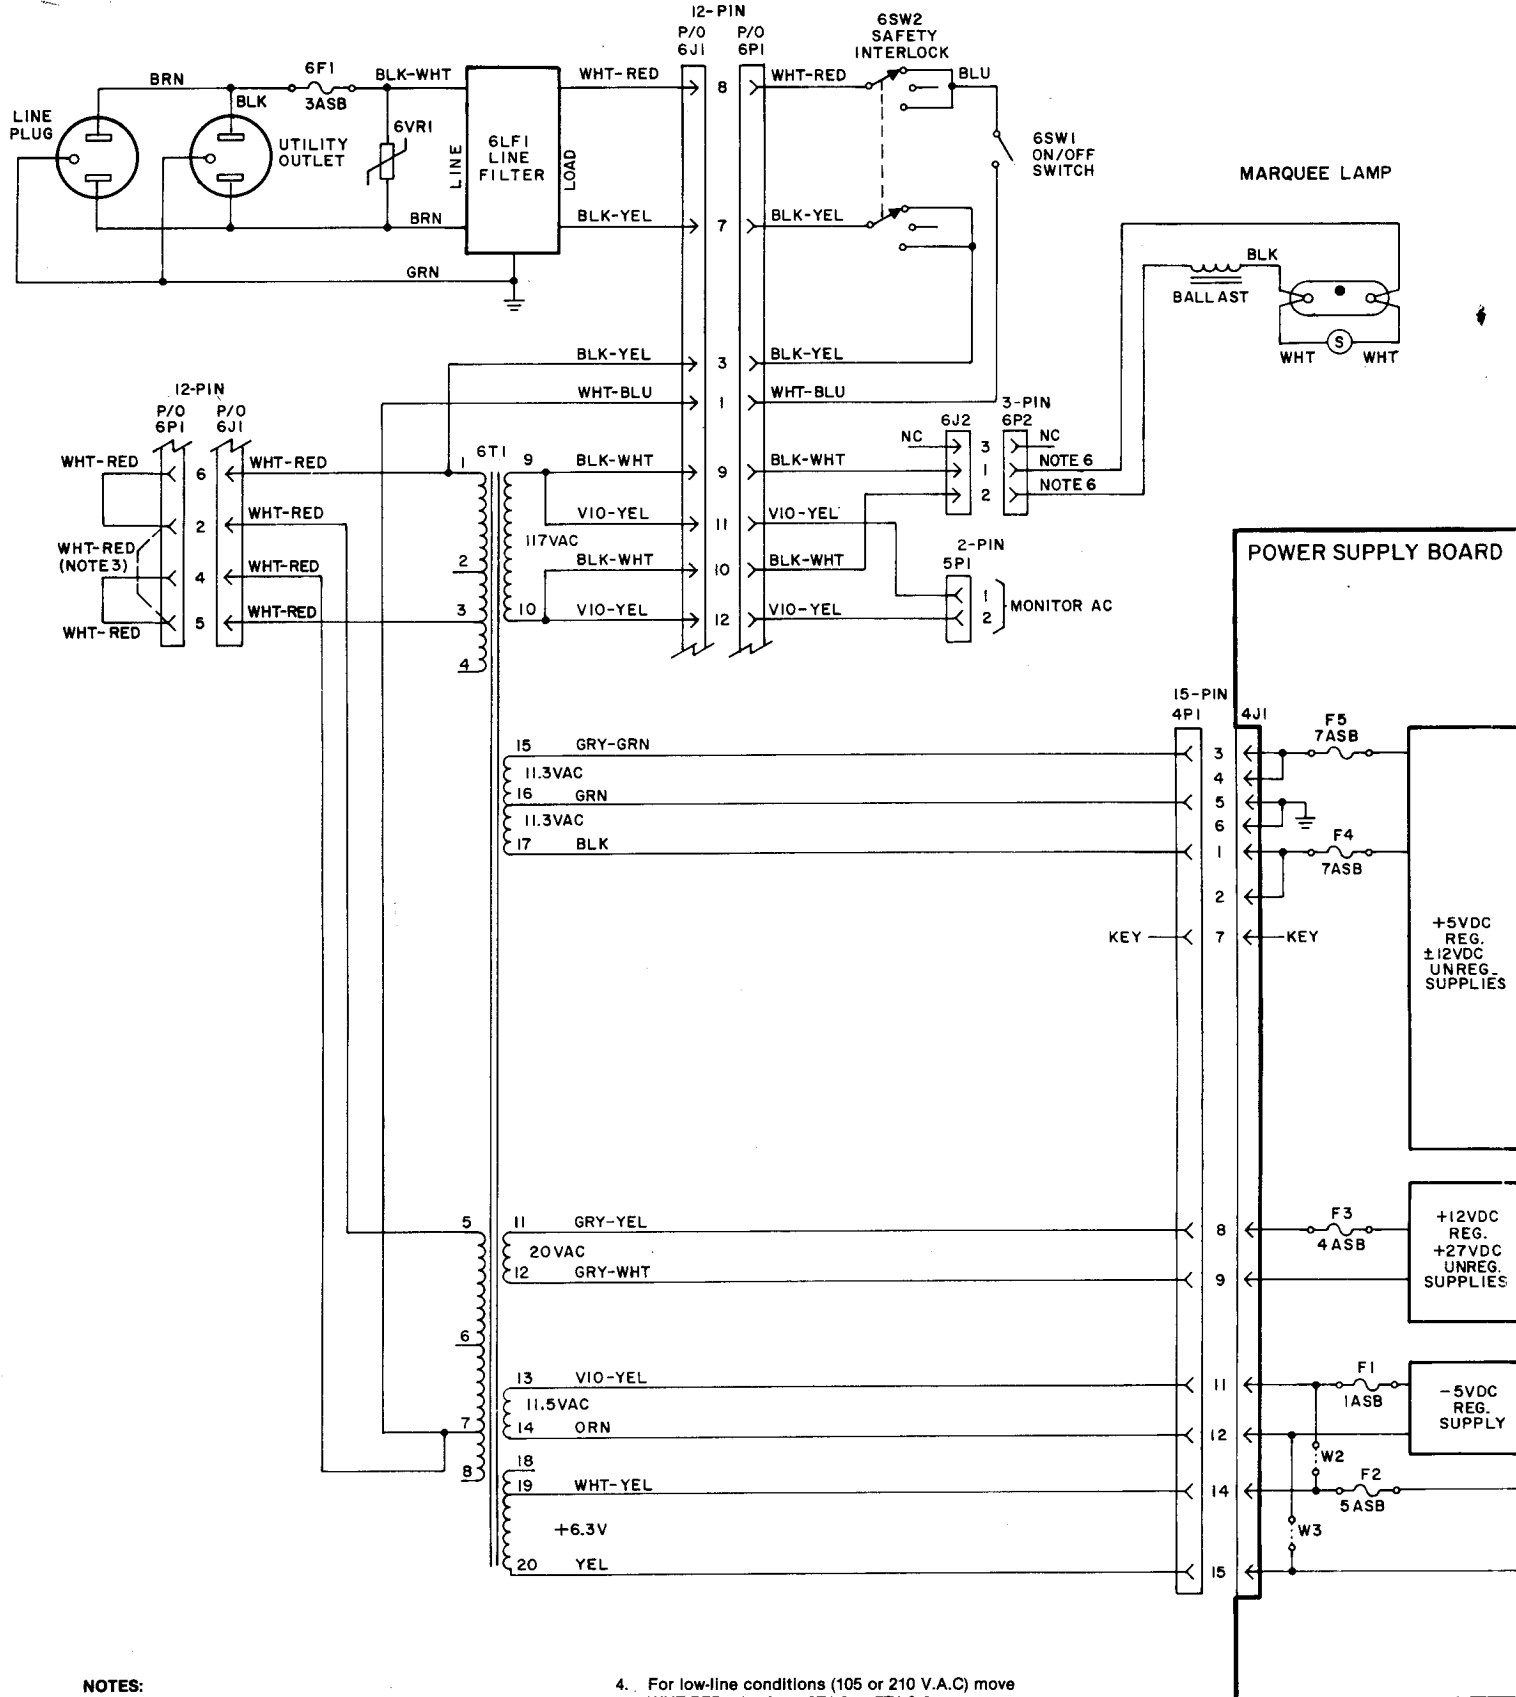 12-PIN
P/O 6J1
P/O 6P1
6SW2 SAFETY INTERLOCK
LINE PLUG
BRN
BLK
6F1
3ASB
BLK-WHT
UTILITY OUTLET
6VR1
BRN
GRN
LINE
6LF1 LINE FILTER
LOAD
WHT-RED
8
WHT-RED
BLU
6SW1 ON/OFF SWITCH
BLK-YEL
7
BLK-YEL
MARQUEE LAMP
BLK
BALLAST
S
WHT
WHT
BLK-YEL
3
BLK-YEL
WHT-BLU
1
WHT-BLU
12-PIN
P/O 6P1
P/O 6J1
WHT-RED
6
WHT-RED
2
WHT-RED
WHT-RED (NOTE 3)
4
WHT-RED
5
WHT-RED
WHT-RED
6T1
1
2
3
4
9
117VAC
10
BLK-WHT
9
BLK-WHT
VIO-YEL
11
VIO-YEL
BLK-WHT
10
BLK-WHT
VIO-YEL
12
VIO-YEL
3-PIN
6J2
6P2
NC
3
NC
1
NOTE 6
2
NOTE 6
2-PIN
5P1
1
2
MONITOR AC
POWER SUPPLY BOARD
15-PIN
4P1
4J1
15
GRY-GRN
3
F5
7ASB
11.3VAC
4
16
GRN
5
11.3VAC
6
17
BLK
1
F4
7ASB
2
KEY
7
KEY
+5VDC
REG.
±12VDC
UNREG.
SUPPLIES
5
11
GRY-YEL
8
F3
4ASB
20VAC
12
GRY-WHT
9
+12VDC
REG.
+27VDC
UNREG.
SUPPLIES
6
13
VIO-YEL
11
F1
1ASB
11.5VAC
7
14
ORN
12
-5VDC
REG.
SUPPLY
8
18
W2
19
WHT-YEL
14
F2
5ASB
+6.3V
W3
20
YEL
15
NOTES:
4. For low-line conditions (105 or 210 V.A.C) move